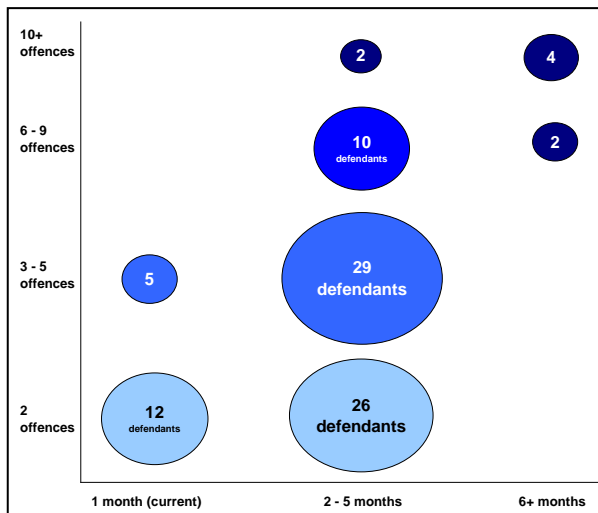 10+
offences
2
4
6 - 9
offences
10
defendants
2
3 - 5
offences
5
29
defendants
2
offences
12
defendants
26
defendants
1 month (current)
2 - 5 months
6+ months